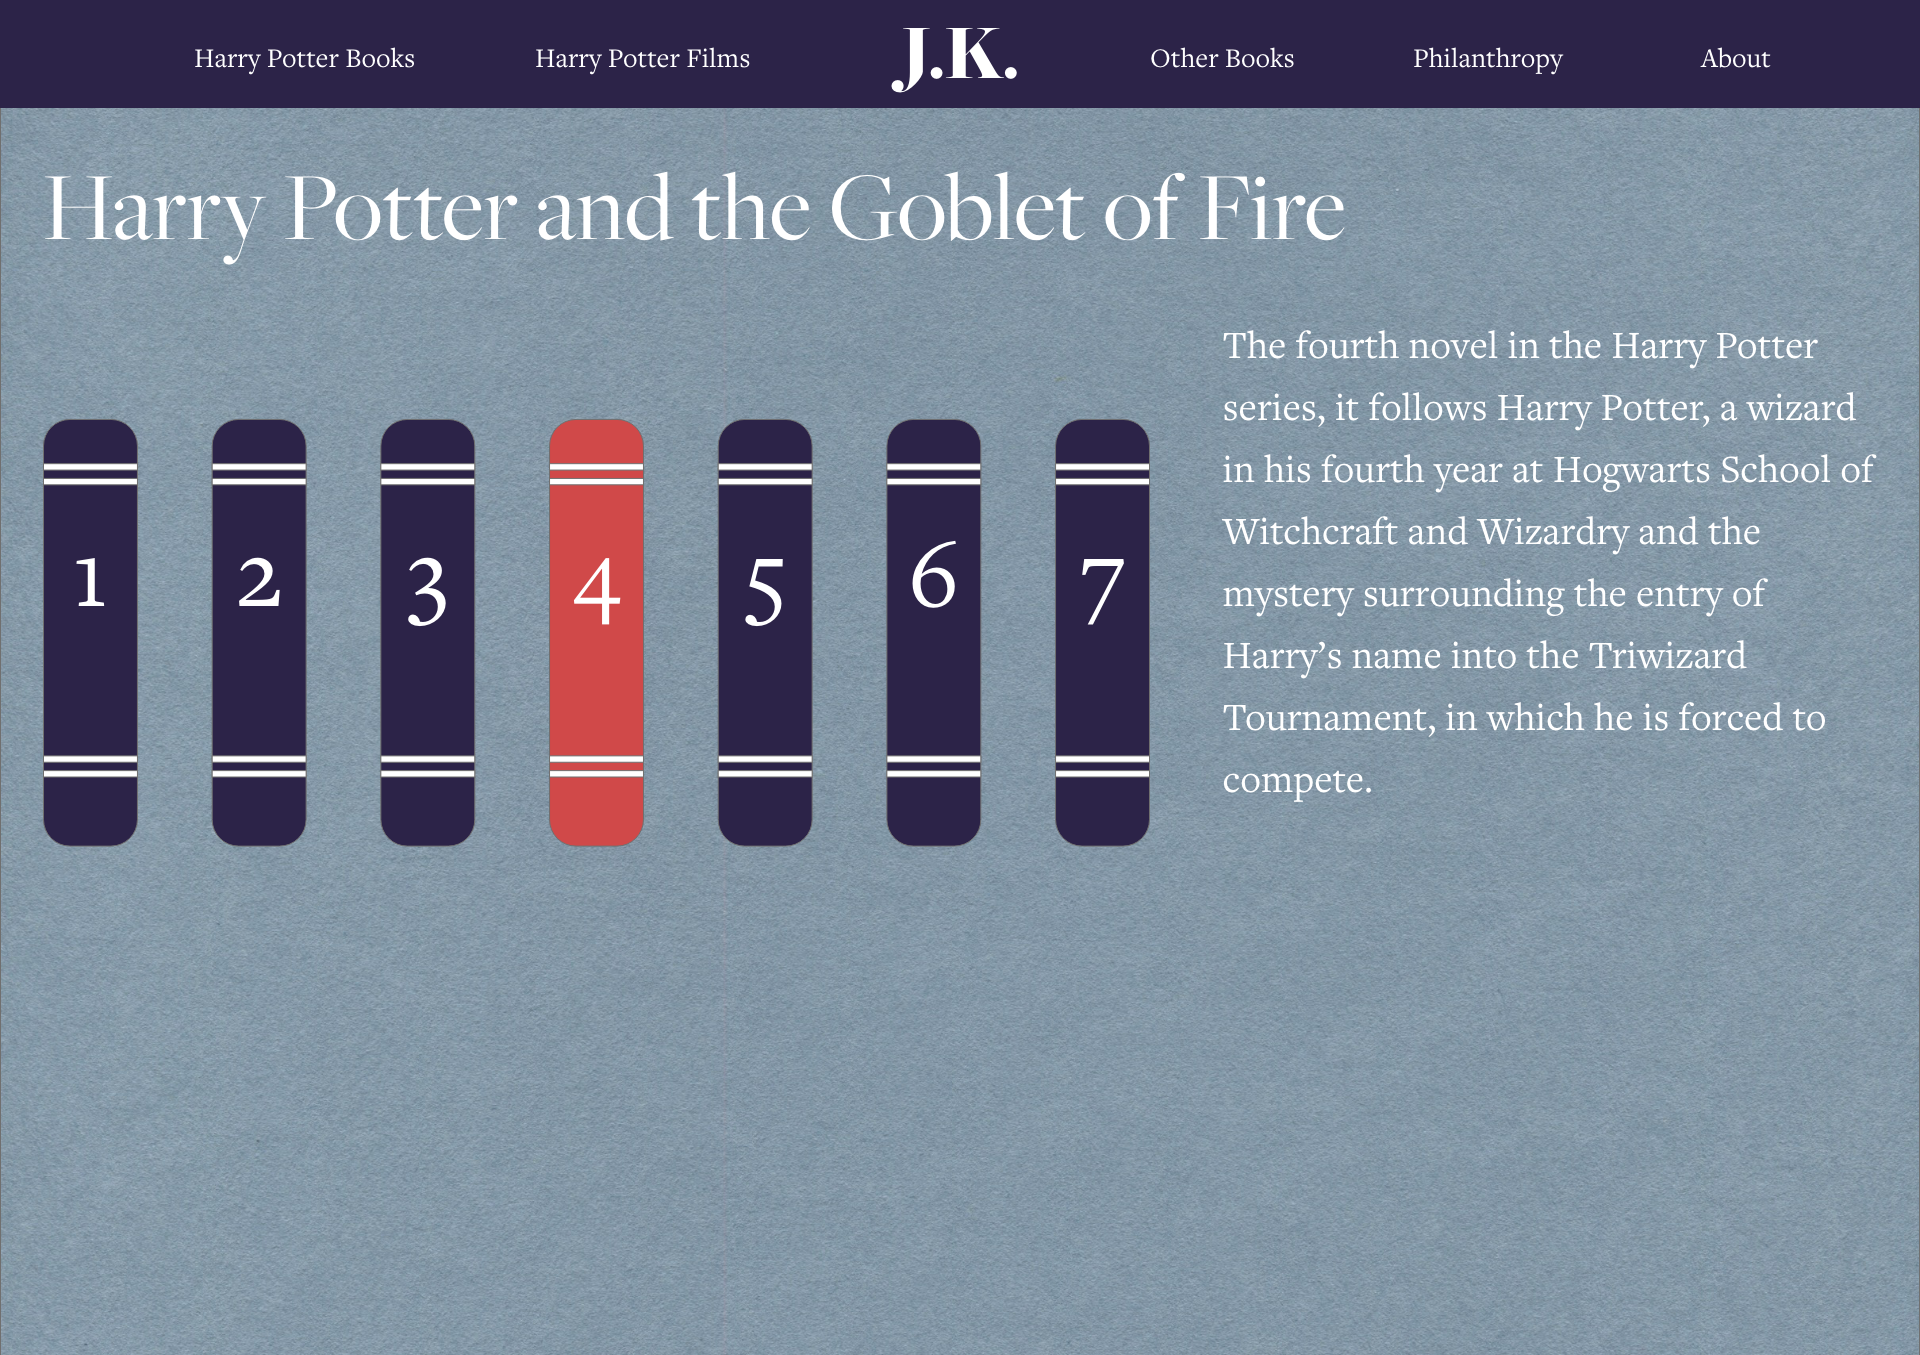 Harry Potter Books Harry Potter Films J.K. Other Books Philanthropy About
Harry Potter and the Goblet of Fire
1 2 3 4 5 6 7
The fourth novel in the Harry Potter
series, it follows Harry Potter, a wizard
in his fourth year at Hogwarts School of
Witchcraft and Wizardry and the
mystery surrounding the entry of
Harry’s name into the Triwizard
Tournament, in which he is forced to
compete.